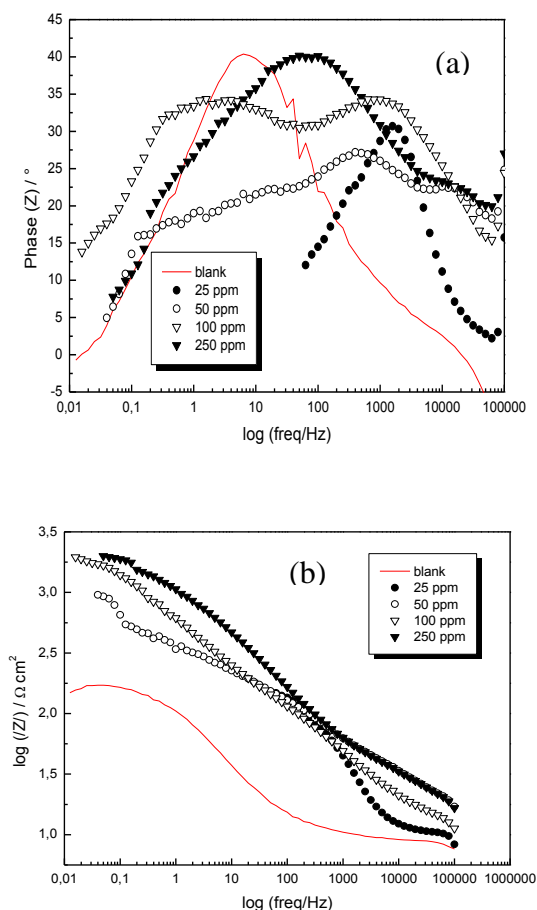 (a)
45
40
35
30
25
20
15
10
5
0
-5
Phase (Z) / °
blank
25 ppm
50 ppm
100 ppm
250 ppm
0,01 0,1 1 10 100 1000 10000 100000
log (freq/Hz)
(b)
3,5
3,0
2,5
2,0
1,5
1,0
log (/Z/) / Ω cm²
blank
25 ppm
50 ppm
100 ppm
250 ppm
0,01 0,1 1 10 100 1000 10000 100000 1000000
log (freq/Hz)